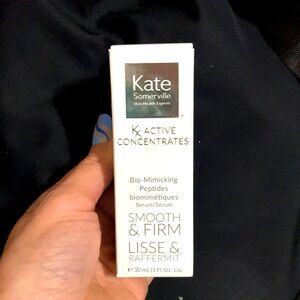 Kate
Somerville
Skin Health Experts
®
Kx ACTIVE
CONCENTRATES
Bio-Mimicking
Peptides
biomimétiques
Serum/Sérum
SMOOTH
& FIRM
LISSE &
RAFFERMIT
℮ 30 mL/1 Fl. Oz. Liq.